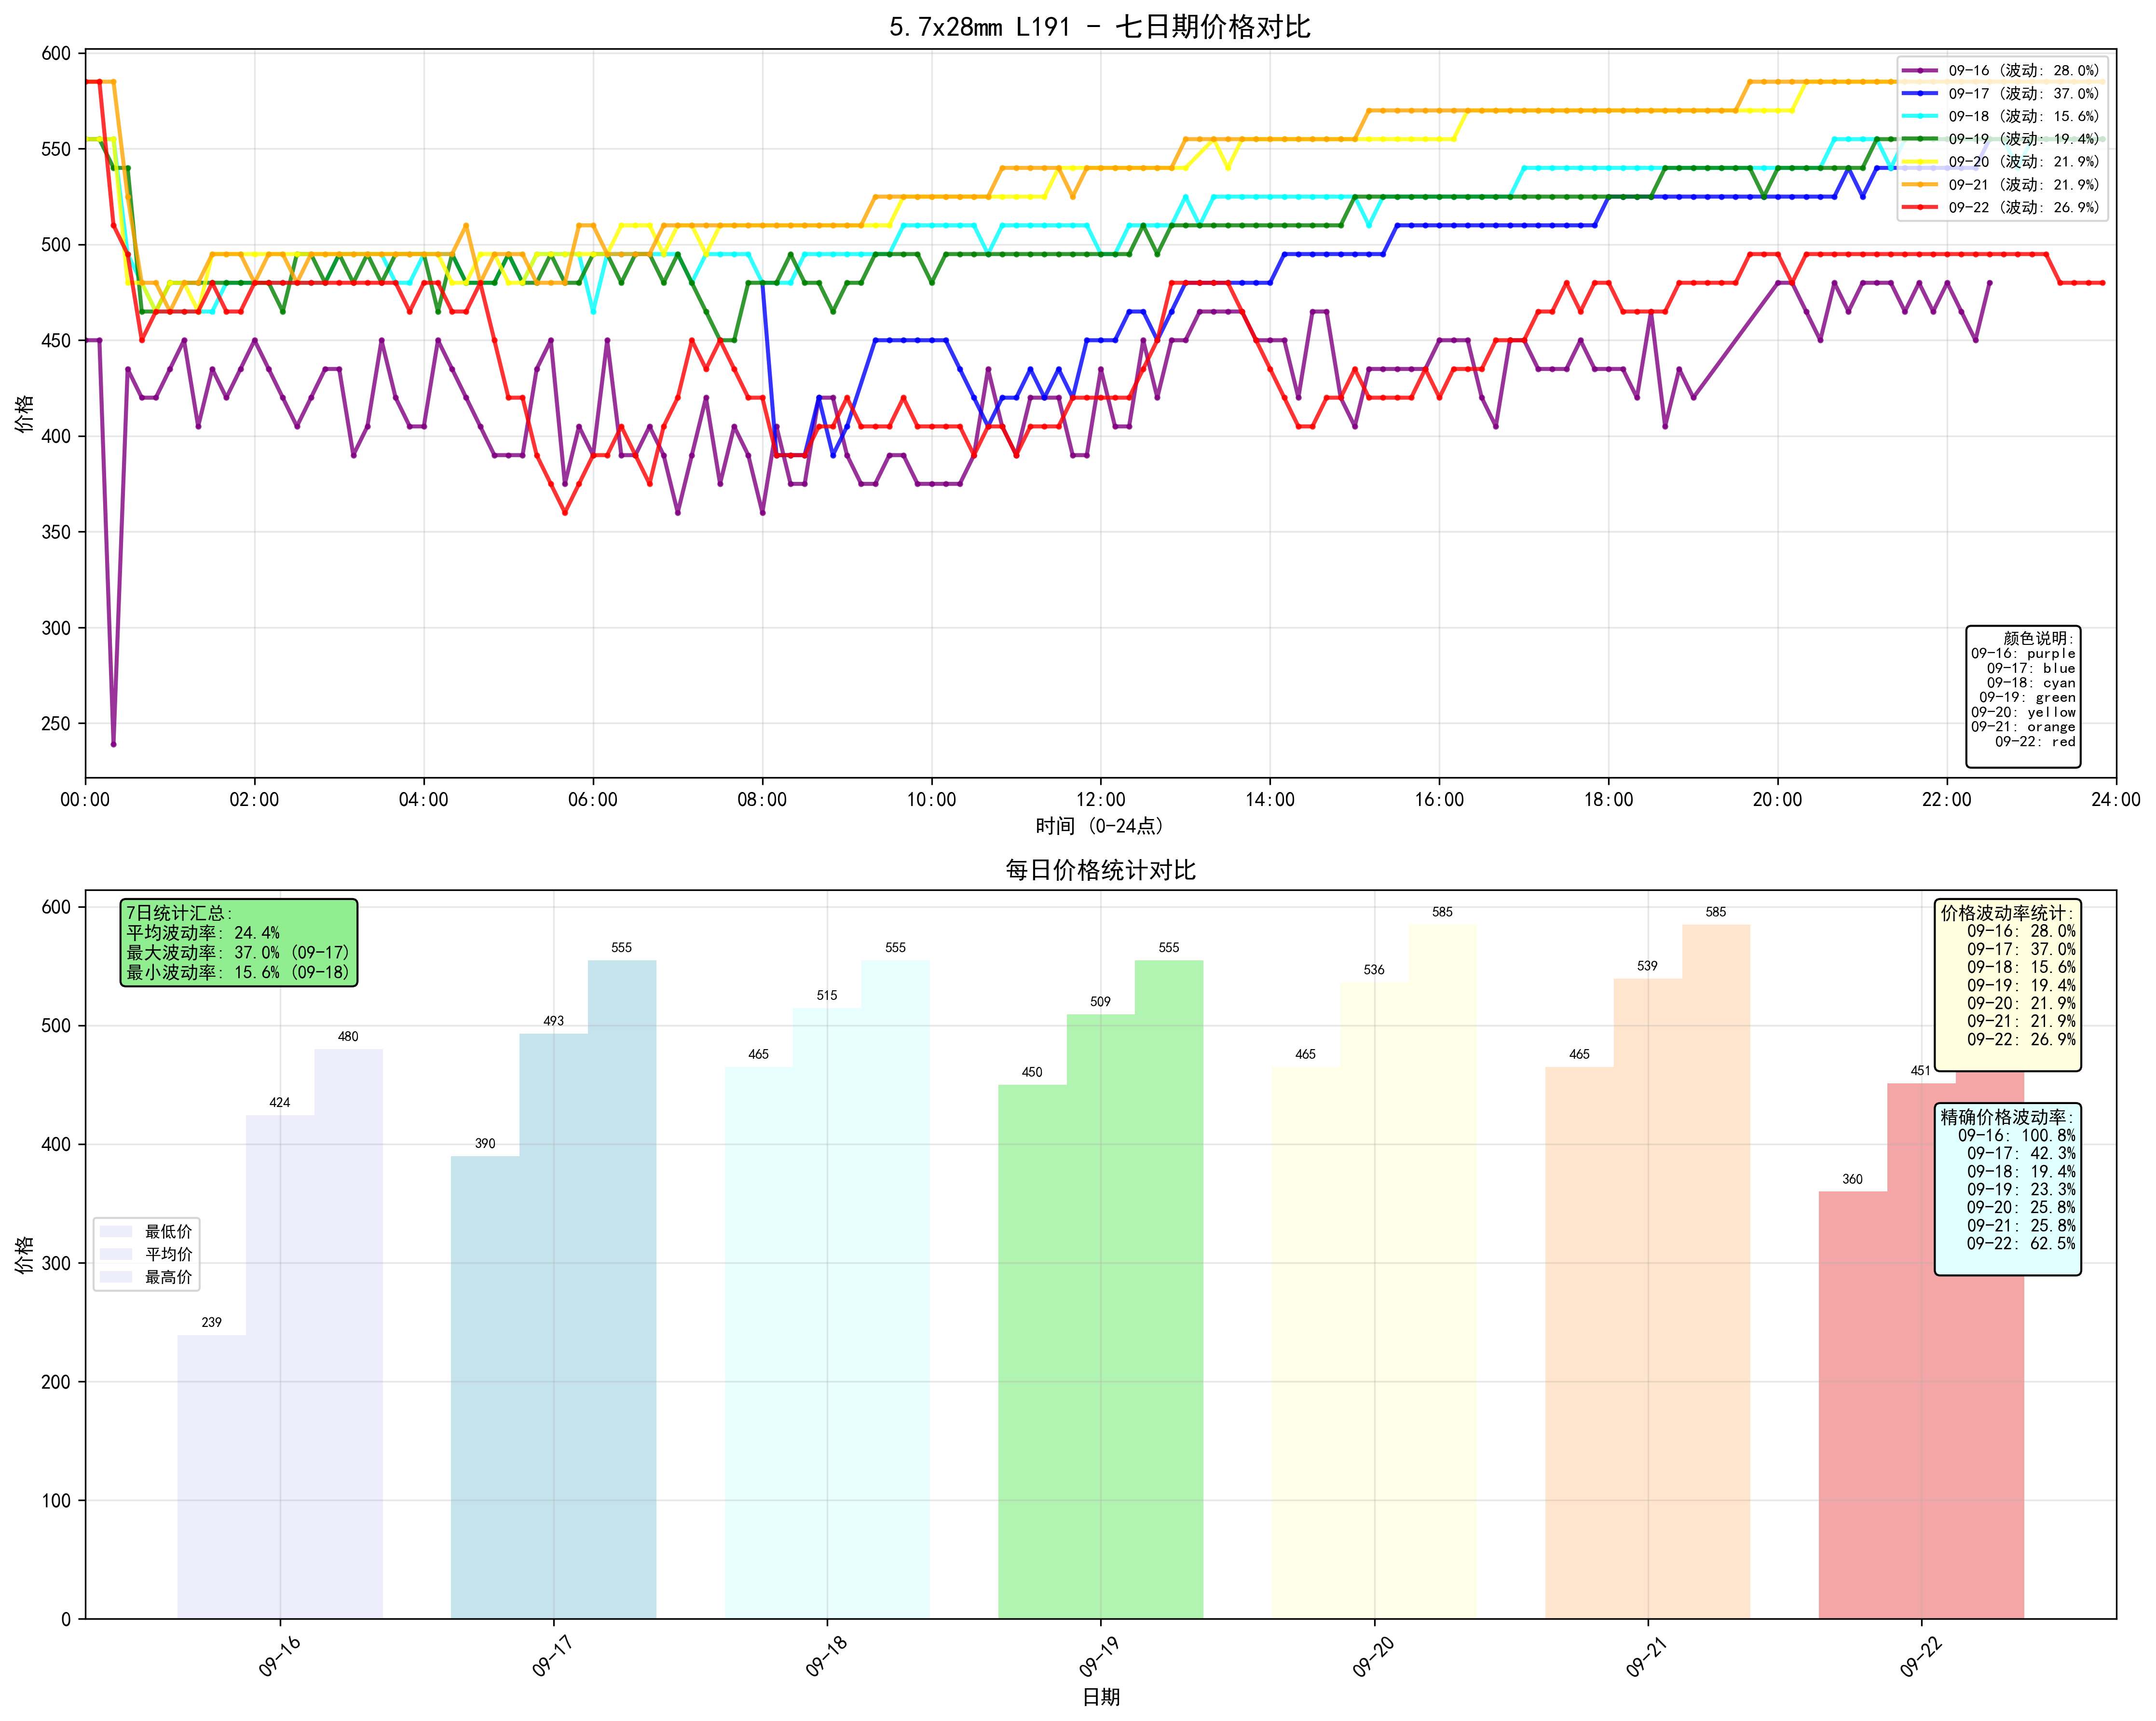 5.7x28mm L191 - 七日期价格对比
600
550
500
450
400
350
300
250
价格
09-16 (波动: 28.0%)
09-17 (波动: 37.0%)
09-18 (波动: 15.6%)
09-19 (波动: 19.4%)
09-20 (波动: 21.9%)
09-21 (波动: 21.9%)
09-22 (波动: 26.9%)
颜色说明:
09-16: purple
09-17: blue
09-18: cyan
09-19: green
09-20: yellow
09-21: orange
09-22: red
00:00 02:00 04:00 06:00 08:00 10:00 12:00 14:00 16:00 18:00 20:00 22:00 24:00
时间 (0-24点)
每日价格统计对比
600
500
400
300
200
100
0
价格
7日统计汇总:
平均波动率: 24.4%
最大波动率: 37.0% (09-17)
最小波动率: 15.6% (09-18)
最低价
平均价
最高价
239 424 480
390 493 555
465 515 555
450 509 555
465 536 585
465 539 585
360 451
价格波动率统计:
09-16: 28.0%
09-17: 37.0%
09-18: 15.6%
09-19: 19.4%
09-20: 21.9%
09-21: 21.9%
09-22: 26.9%
精确价格波动率:
09-16: 100.8%
09-17: 42.3%
09-18: 19.4%
09-19: 23.3%
09-20: 25.8%
09-21: 25.8%
09-22: 62.5%
09-16 09-17 09-18 09-19 09-20 09-21 09-22
日期